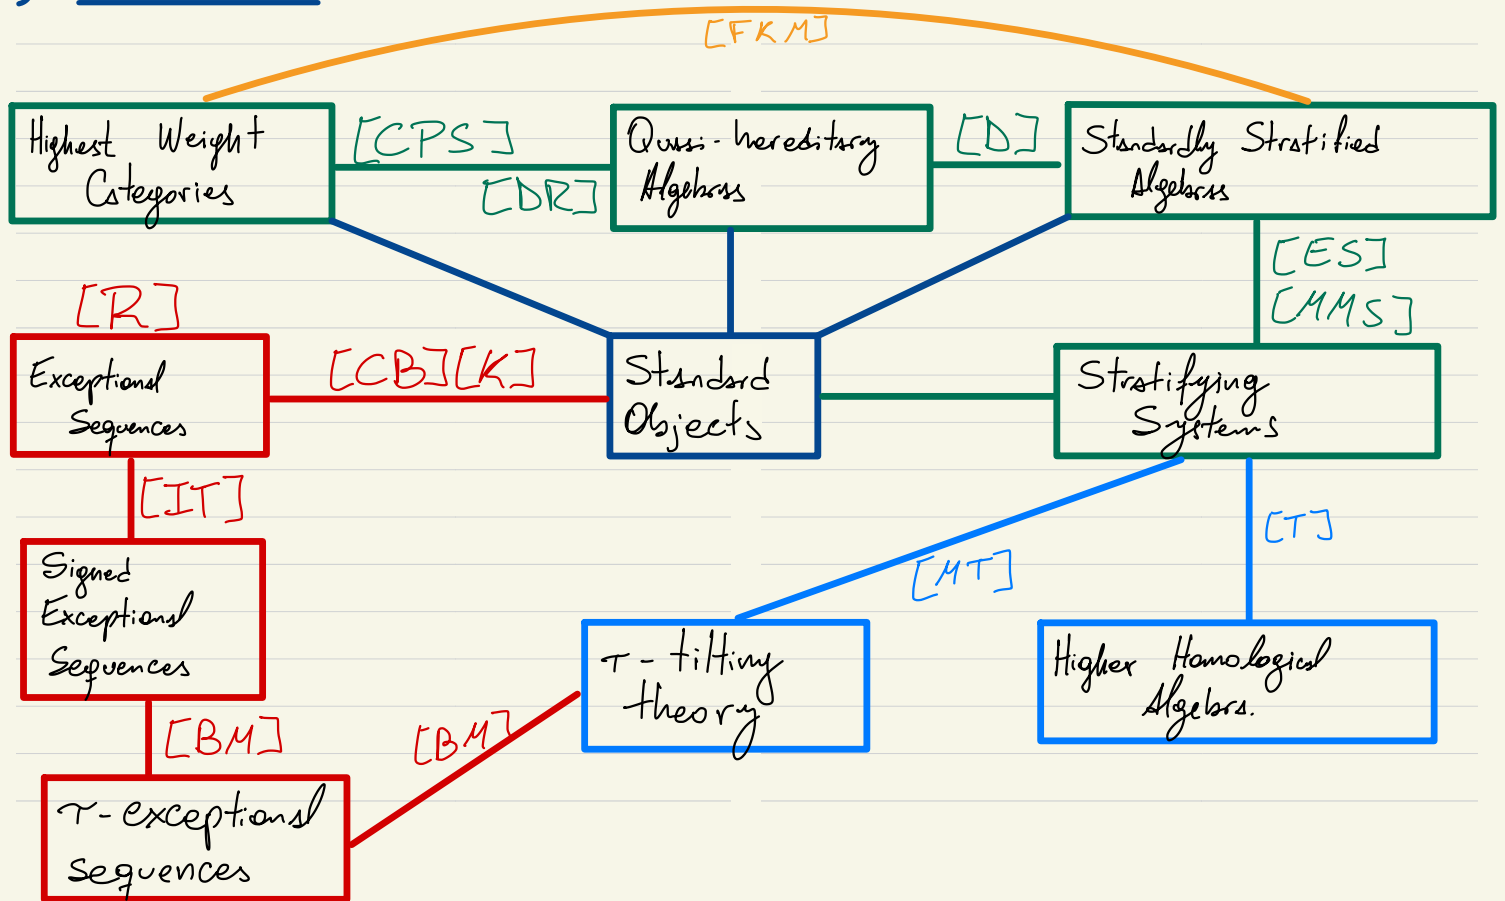 [FKM]
Highest Weight
Categories
[CPS]
[DR]
Quasi-hereditary
Algebras
[D]
Standardly Stratified
Algebras
[ES]
[MMS]
[R]
Exceptional
Sequences
[CB][K]
Standard
Objects
Stratifying
Systems
[IT]
[MT]
[T]
Signed
Exceptional
Sequences
τ-tilting
theory
Higher Homological
Algebra.
[BM]
[BM]
τ-exceptional
sequences